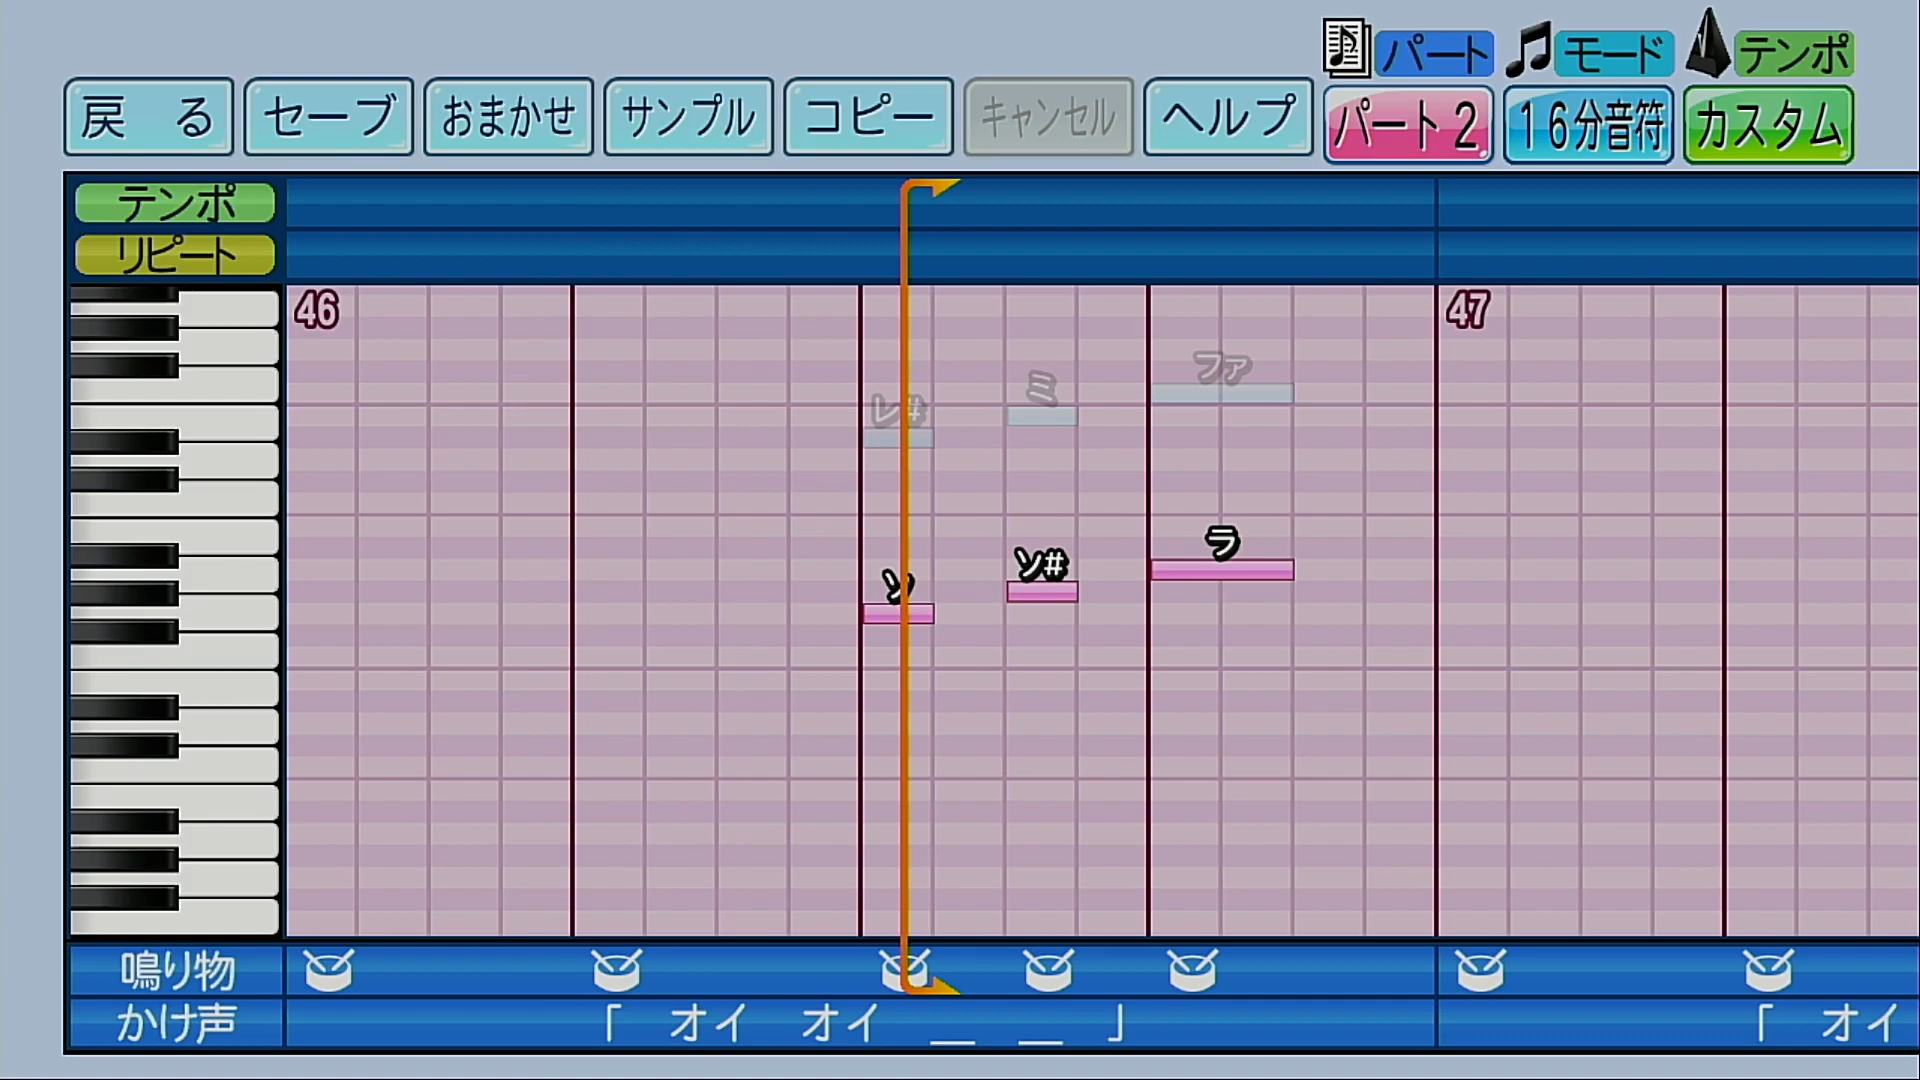 パート モード テンポ
戻る セーブ おまかせ サンプル コピー キャンセル ヘルプ パート2 16分音符 カスタム
テンポ
リピート
46 47
ファ
ミ
レ#
ラ
ソ#
ソ
鳴り物
かけ声 「 オイ オイ __ __ 」 「 オイ